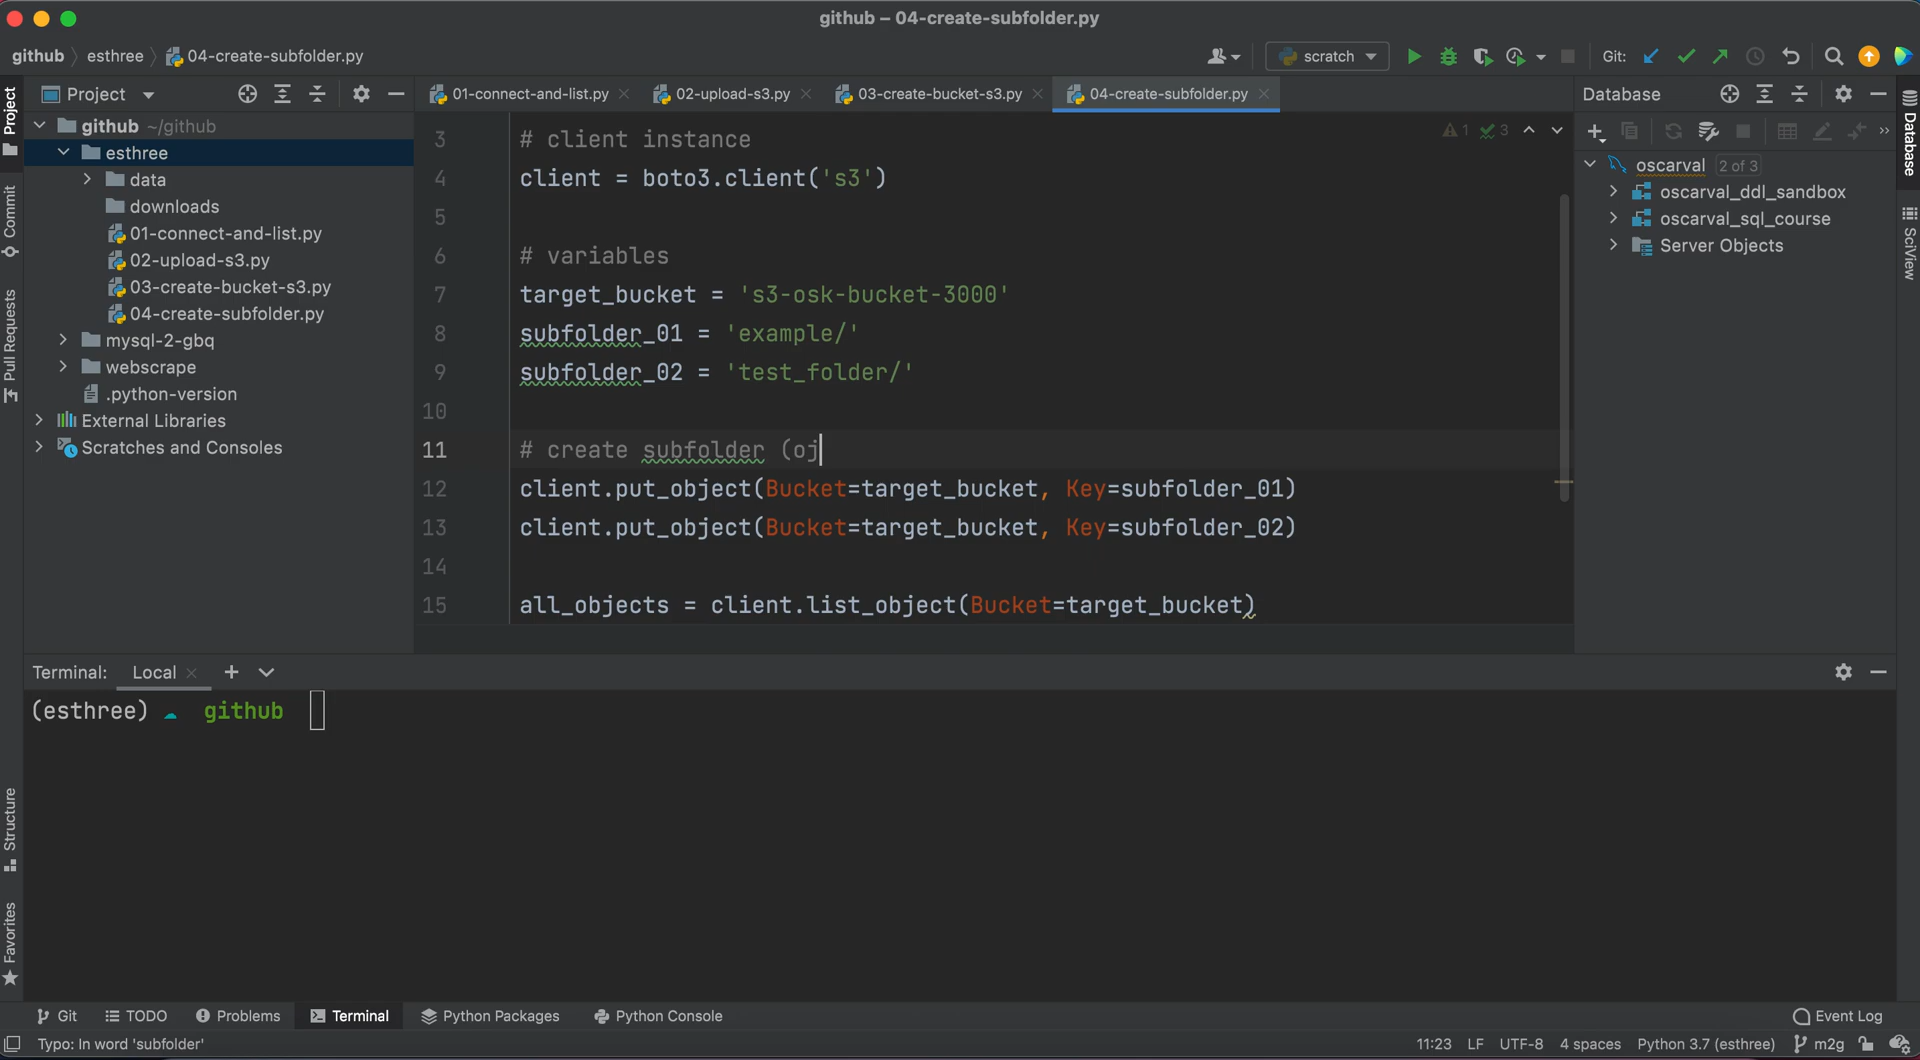 github – 04-create-subfolder.py
github esthree 04-create-subfolder.py
scratch
Git:
Project
01-connect-and-list.py
02-upload-s3.py
03-create-bucket-s3.py
04-create-subfolder.py
Database
github ~/github
esthree
data
downloads
01-connect-and-list.py
02-upload-s3.py
03-create-bucket-s3.py
04-create-subfolder.py
mysql-2-gbq
webscrape
.python-version
External Libraries
Scratches and Consoles
1 3
3 # client instance
4 client = boto3.client('s3')
5
6 # variables
7 target_bucket = 's3-osk-bucket-3000'
8 subfolder_01 = 'example/'
9 subfolder_02 = 'test_folder/'
10
11 # create subfolder (oj
12 client.put_object(Bucket=target_bucket, Key=subfolder_01)
13 client.put_object(Bucket=target_bucket, Key=subfolder_02)
14
15 all_objects = client.list_object(Bucket=target_bucket)
oscarval 2 of 3
oscarval_ddl_sandbox
oscarval_sql_course
Server Objects
Project
Commit
Pull Requests
Structure
Favorites
Database
SciView
Terminal: Local
(esthree) github
Git
TODO
Problems
Terminal
Python Packages
Python Console
Event Log
Typo: In word 'subfolder'
11:23 LF UTF-8 4 spaces Python 3.7 (esthree) m2g